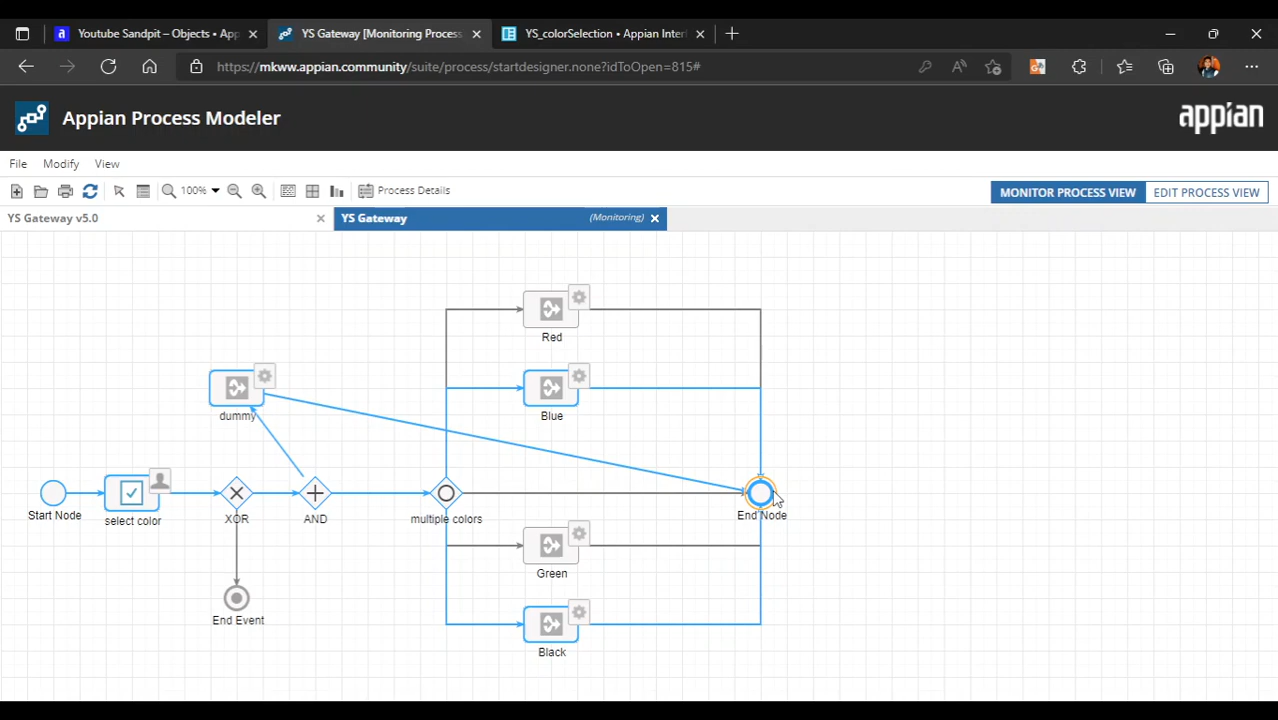 Youtube Sandpit – Objects • App
YS Gateway [Monitoring Process
YS_colorSelection • Appian Inter
https://mkww.appian.community/suite/process/startdesigner.none?idToOpen=815#
Appian Process Modeler
appian
File Modify View
100%
Process Details
MONITOR PROCESS VIEW
EDIT PROCESS VIEW
YS Gateway v5.0
YS Gateway
(Monitoring)
Red
Blue
dummy
Start Node
select color
XOR
AND
multiple colors
End Node
Green
End Event
Black